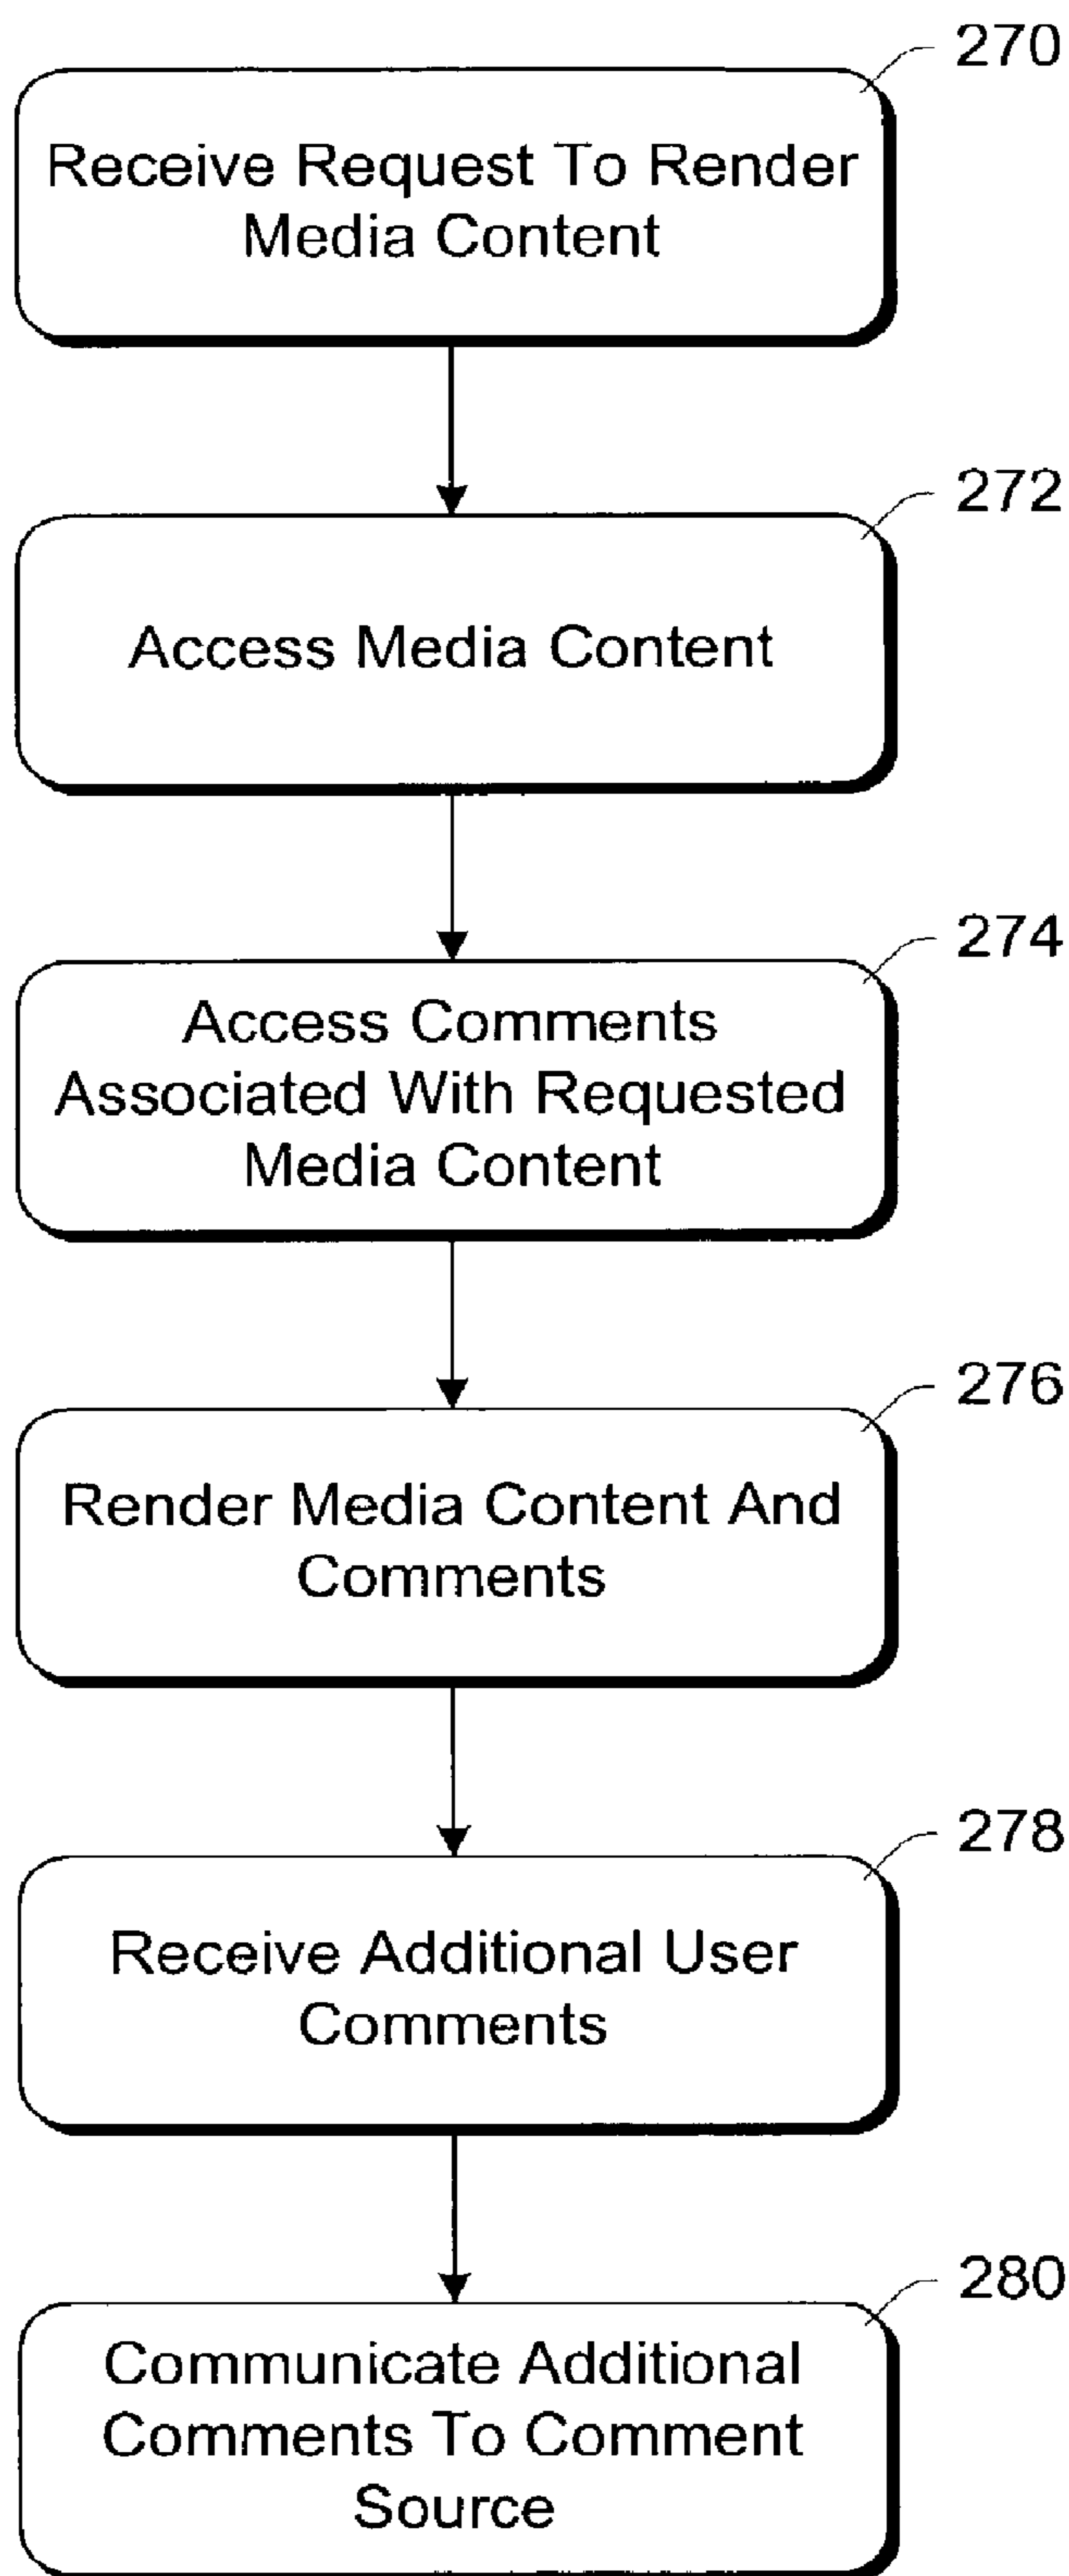 270
Receive Request To Render
Media Content
272
Access Media Content
274
Access Comments
Associated With Requested
Media Content
276
Render Media Content And
Comments
278
Receive Additional User
Comments
280
Communicate Additional
Comments To Comment
Source